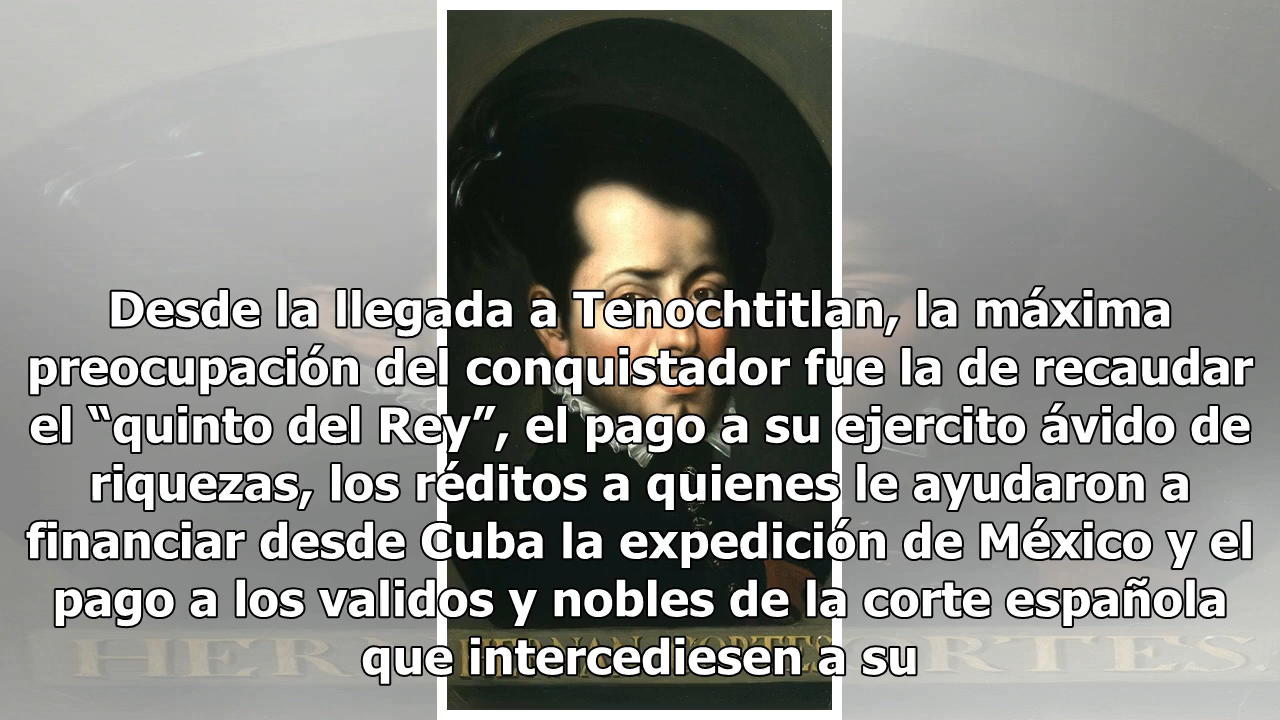 Desde la llegada a Tenochtitlan, la máxima
preocupación del conquistador fue la de recaudar
el “quinto del Rey”, el pago a su ejercito ávido de
riquezas, los réditos a quienes le ayudaron a
financiar desde Cuba la expedición de México y el
pago a los validos y nobles de la corte española
que intercediesen a su